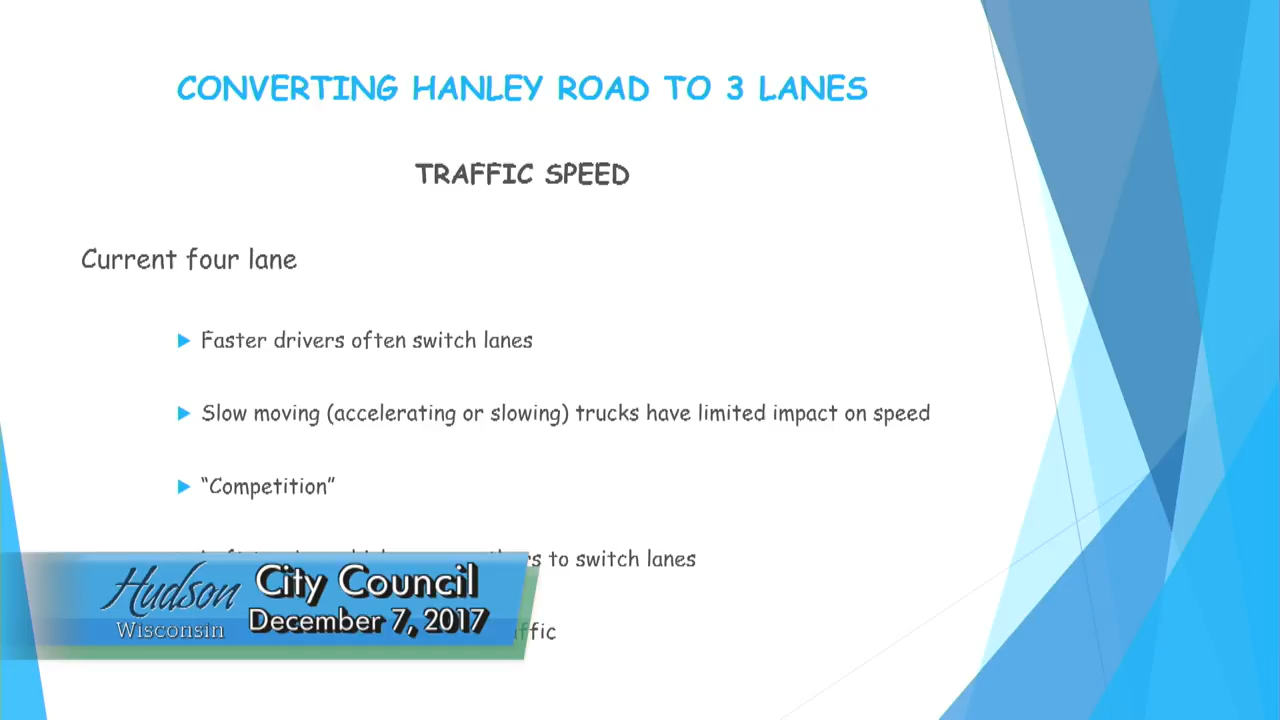 CONVERTING HANLEY ROAD TO 3 LANES
TRAFFIC SPEED
Current four lane
Faster drivers often switch lanes
Slow moving (accelerating or slowing) trucks have limited impact on speed
“Competition”
to switch lanes
Hudson
Wisconsin
City Council
December 7, 2017